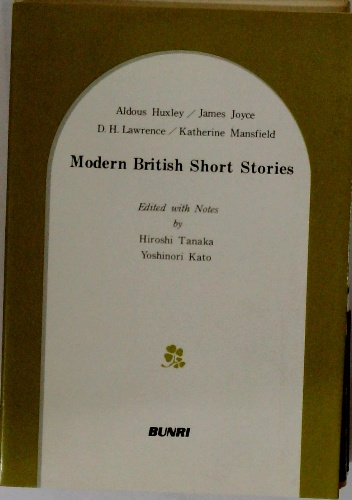 Aldous Huxley / James Joyce
D. H. Lawrence / Katherine Mansfield
Modern British Short Stories
Edited with Notes
by
Hiroshi Tanaka
Yoshinori Kato
BUNRI